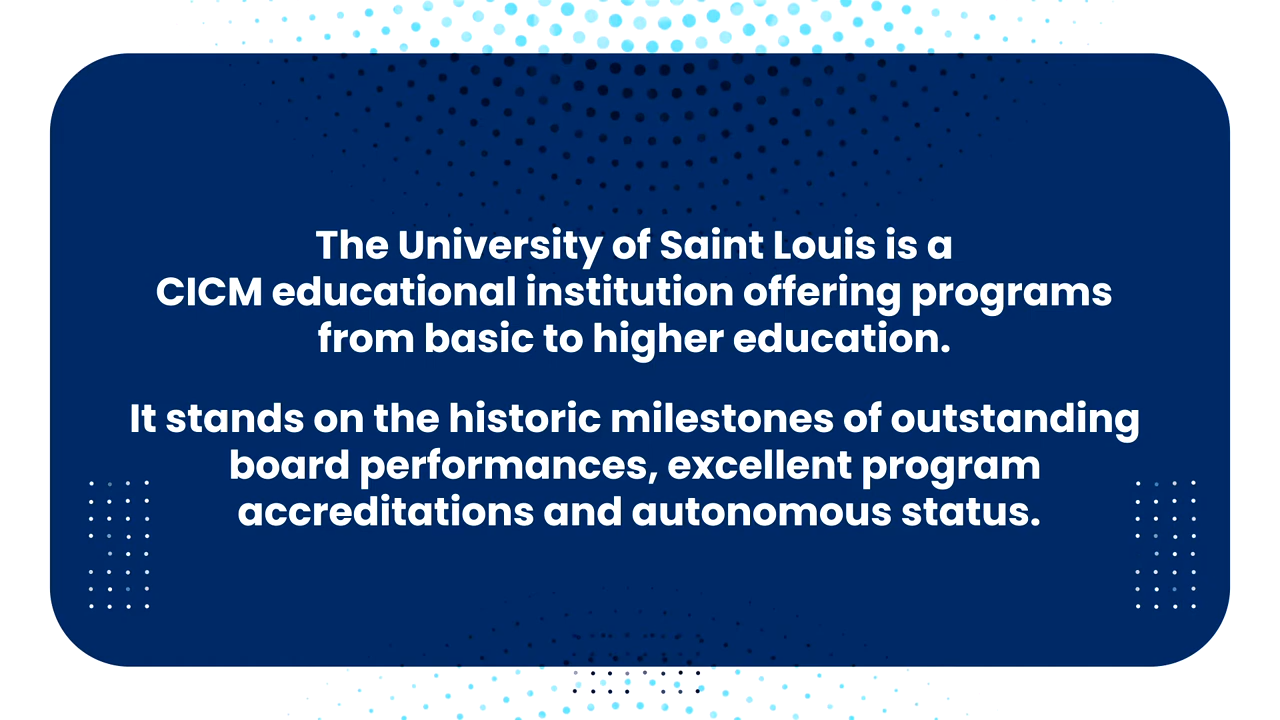 The University of Saint Louis is a
CICM educational institution offering programs
from basic to higher education.
It stands on the historic milestones of outstanding
board performances, excellent program
accreditations and autonomous status.